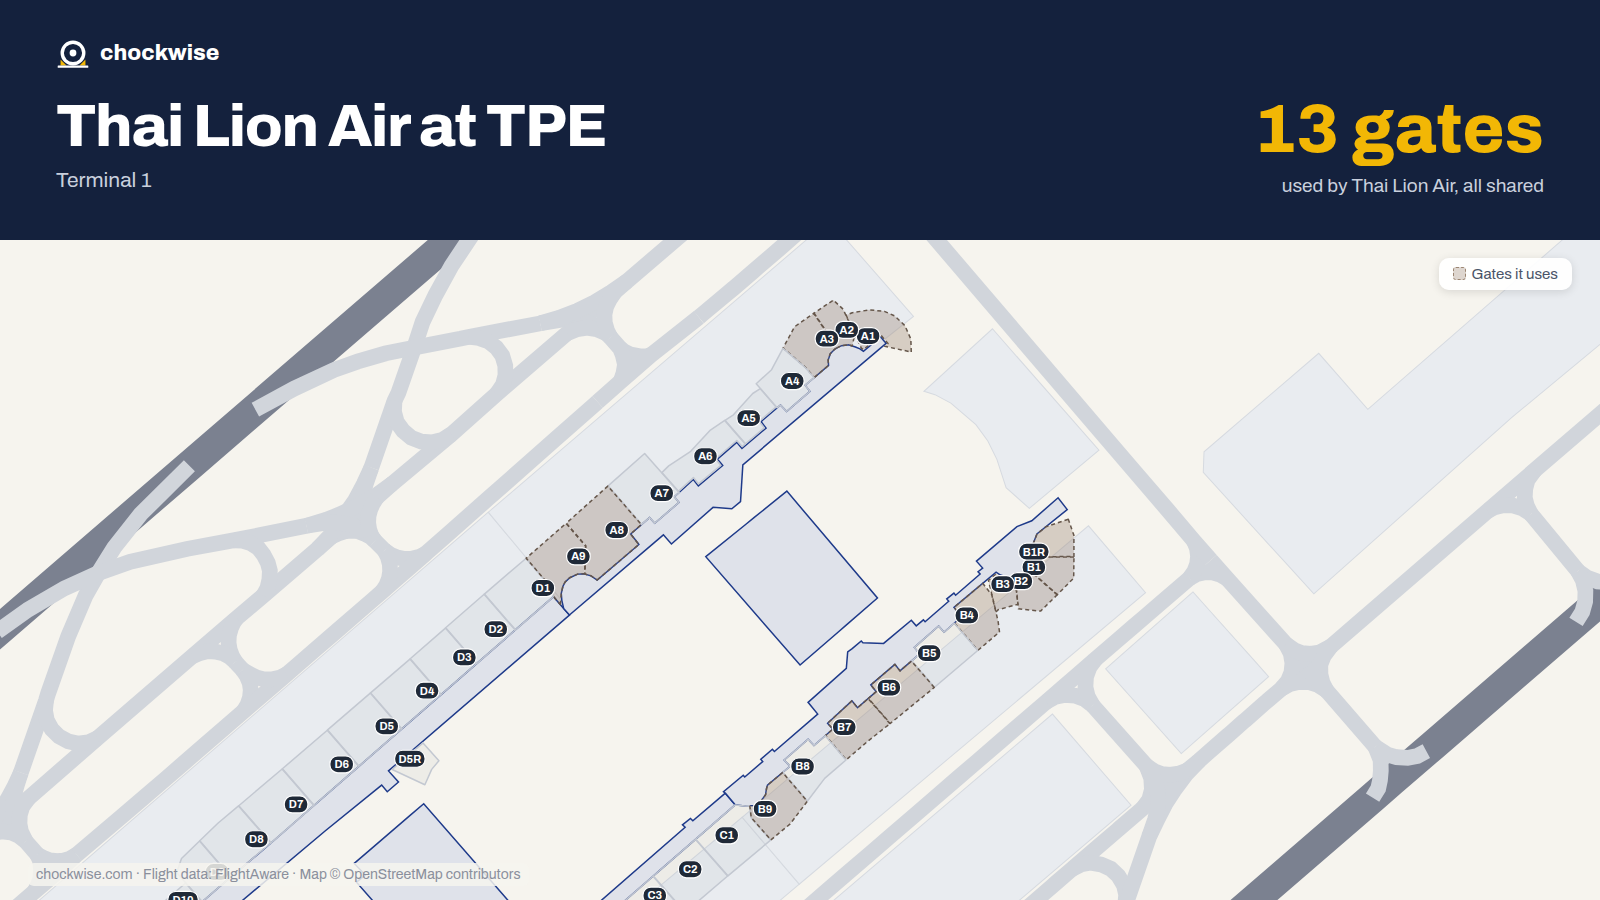 chockwise
Thai Lion Air at TPE
Terminal 1
13 gates
used by Thai Lion Air, all shared
Gates it uses
A1
A2
A3
A4
A5
A6
A7
A8
A9
D1
D2
D3
D4
D5
D5R
D6
D7
D8
D10
B1R
B1
B2
B3
B4
B5
B6
B7
B8
B9
C1
C2
C3
chockwise.com · Flight data: FlightAware · Map © OpenStreetMap contributors